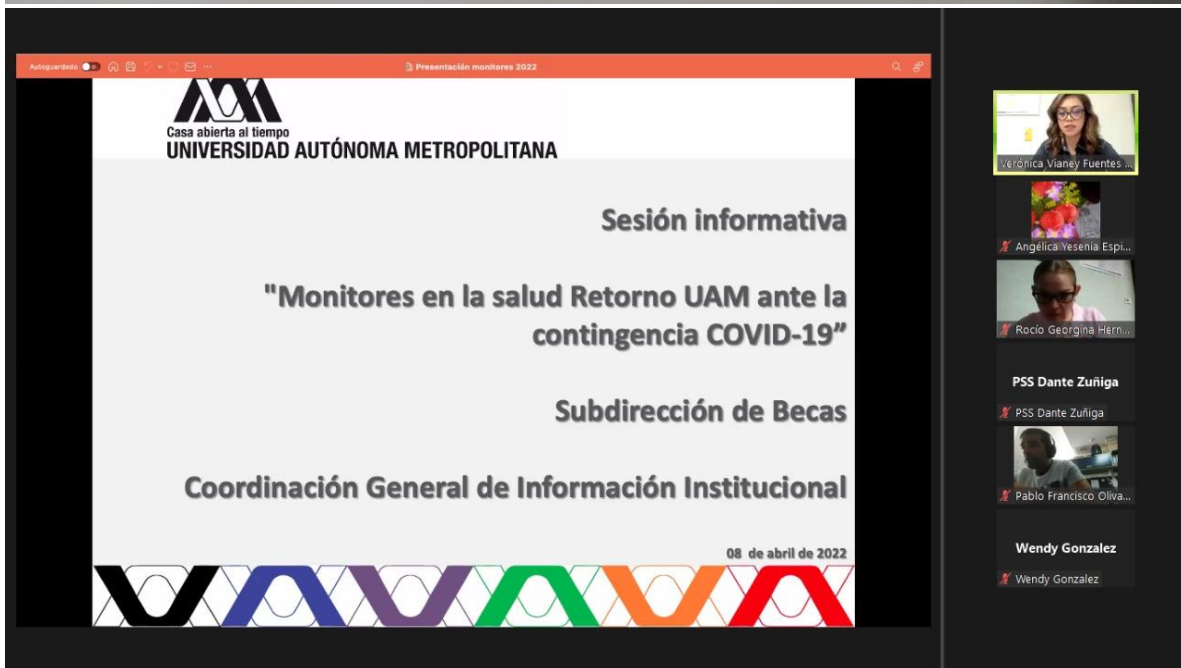 Autoguardado
Presentación monitores 2022
Casa abierta al tiempo
UNIVERSIDAD AUTÓNOMA METROPOLITANA
Sesión informativa
"Monitores en la salud Retorno UAM ante la
contingencia COVID-19”
Subdirección de Becas
Coordinación General de Información Institucional
08 de abril de 2022
Verónica Vianey Fuentes ...
Angélica Yesenia Espi...
Rocío Georgina Hern...
PSS Dante Zuñiga
PSS Dante Zuñiga
Pablo Francisco Oliva...
Wendy Gonzalez
Wendy Gonzalez